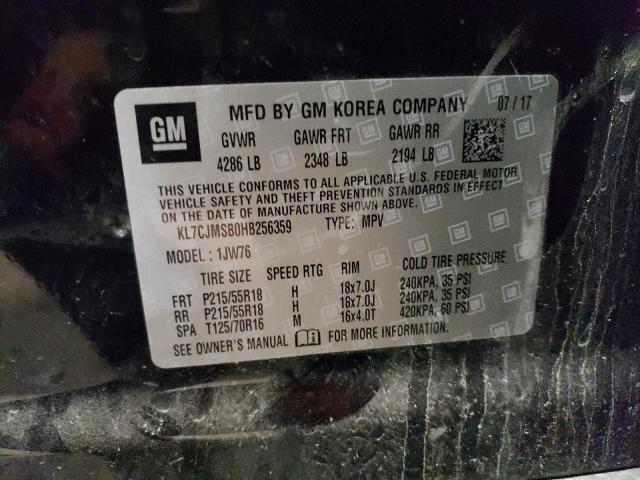 GM
MFD BY GM KOREA COMPANY 07 / 17
GVWR GAWR FRT GAWR RR
4286 LB 2348 LB 2194 LB
THIS VEHICLE CONFORMS TO ALL APPLICABLE U.S. FEDERAL MOTOR
VEHICLE SAFETY AND THEFT PREVENTION STANDARDS IN EFFECT
ON THE DATE OF MANUFACTURE SHOWN ABOVE.
KL7CJMSB0HB256359 TYPE: MPV
MODEL : 1JW76
TIRE SIZE SPEED RTG RIM COLD TIRE PRESSURE
FRT P215/55R18 H 18x7.0J 240KPA, 35 PSI
RR P215/55R18 H 18x7.0J 240KPA, 35 PSI
SPA T125/70R16 M 16x4.0T 420KPA, 60 PSI
SEE OWNER'S MANUAL FOR MORE INFORMATION.